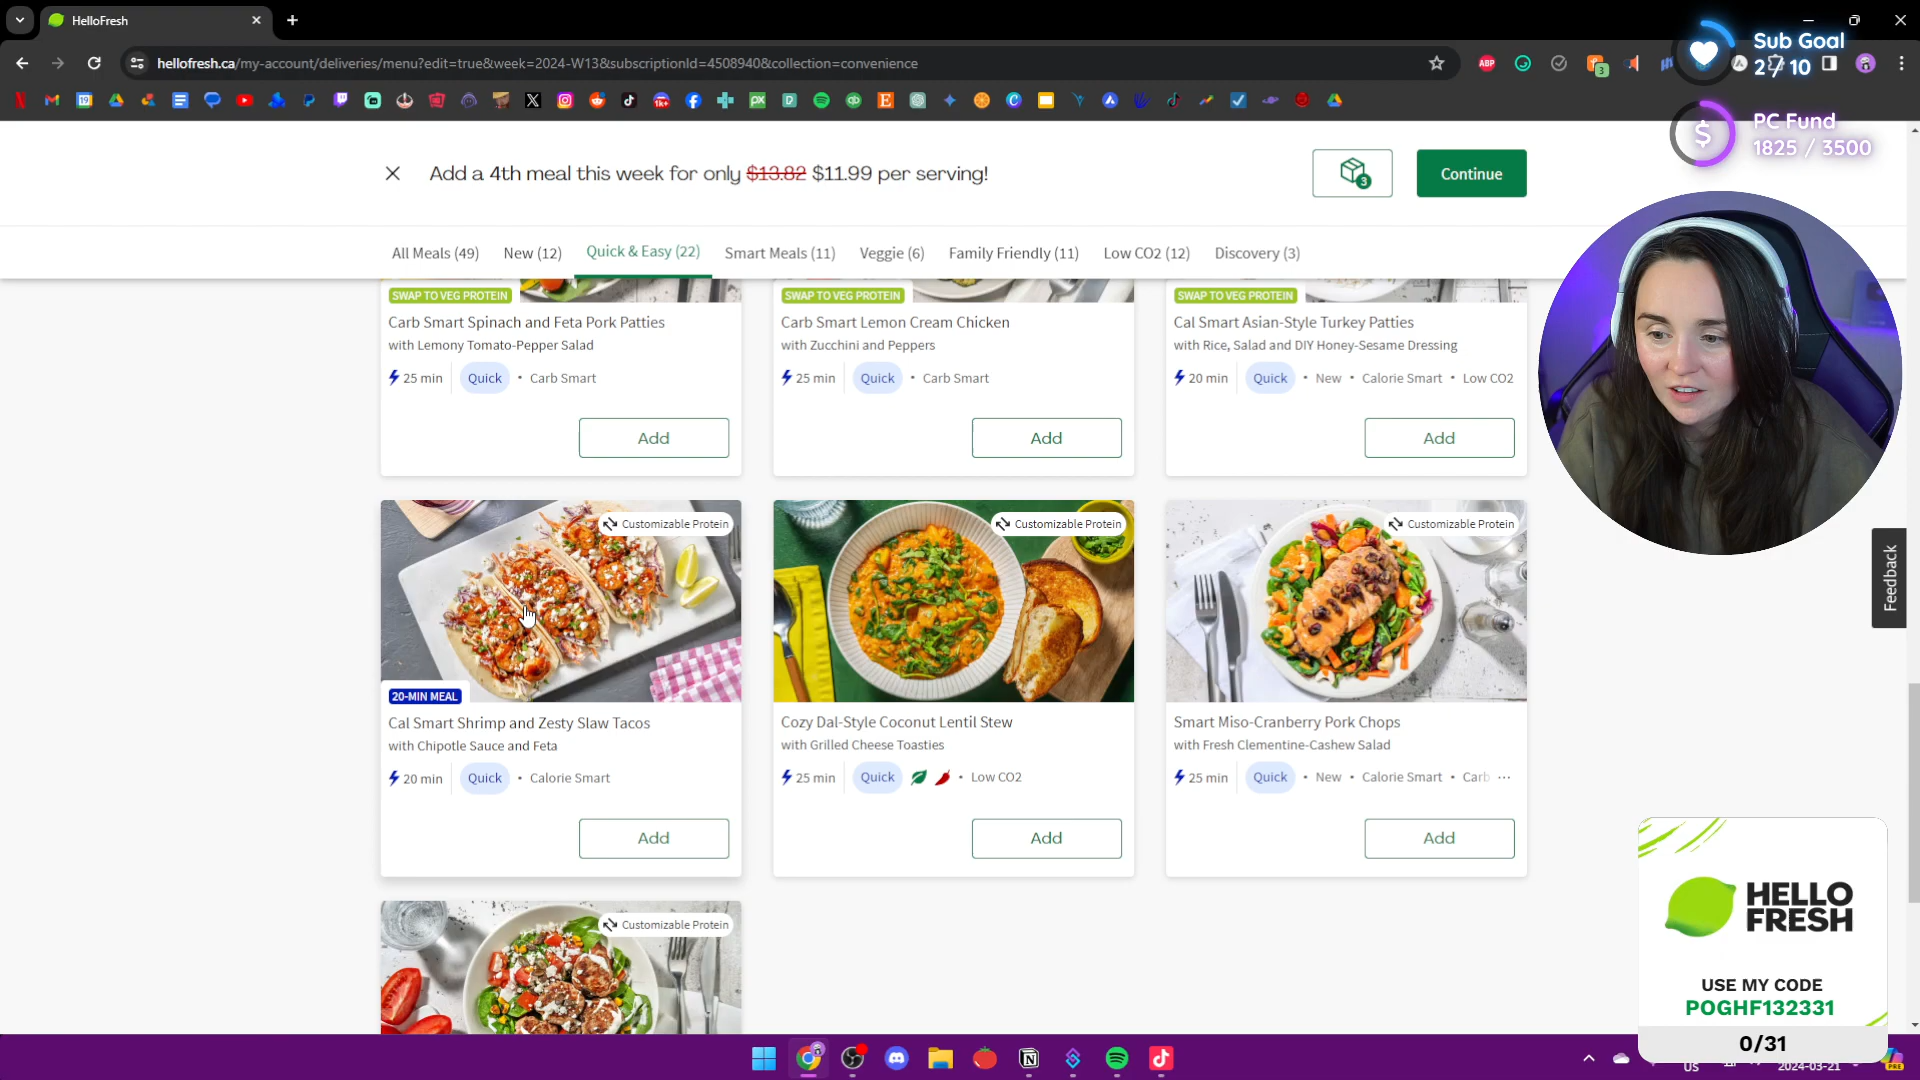 HelloFresh
hellofresh.ca/my-account/deliveries/menu?edit=true&week=2024-W13&subscriptionId=4508940&collection=convenience
Sub Goal
2 / 10
PC Fund
1825 / 3500
Add a 4th meal this week for only $13.82 $11.99 per serving!
3
Continue
All Meals (49)
New (12)
Quick & Easy (22)
Smart Meals (11)
Veggie (6)
Family Friendly (11)
Low CO2 (12)
Discovery (3)
SWAP TO VEG PROTEIN
Carb Smart Spinach and Feta Pork Patties
with Lemony Tomato-Pepper Salad
25 min Quick • Carb Smart
Add
SWAP TO VEG PROTEIN
Carb Smart Lemon Cream Chicken
with Zucchini and Peppers
25 min Quick • Carb Smart
Add
SWAP TO VEG PROTEIN
Cal Smart Asian-Style Turkey Patties
with Rice, Salad and DIY Honey-Sesame Dressing
20 min Quick • New • Calorie Smart • Low CO2
Add
Customizable Protein
20-MIN MEAL
Cal Smart Shrimp and Zesty Slaw Tacos
with Chipotle Sauce and Feta
20 min Quick • Calorie Smart
Add
Customizable Protein
Cozy Dal-Style Coconut Lentil Stew
with Grilled Cheese Toasties
25 min Quick • Low CO2
Add
Customizable Protein
Smart Miso-Cranberry Pork Chops
with Fresh Clementine-Cashew Salad
25 min Quick • New • Calorie Smart • Carb ...
Add
Customizable Protein
Feedback
HELLO
FRESH
USE MY CODE
POGHF132331
0/31
US
2024-03-21
PRE
ABP
3